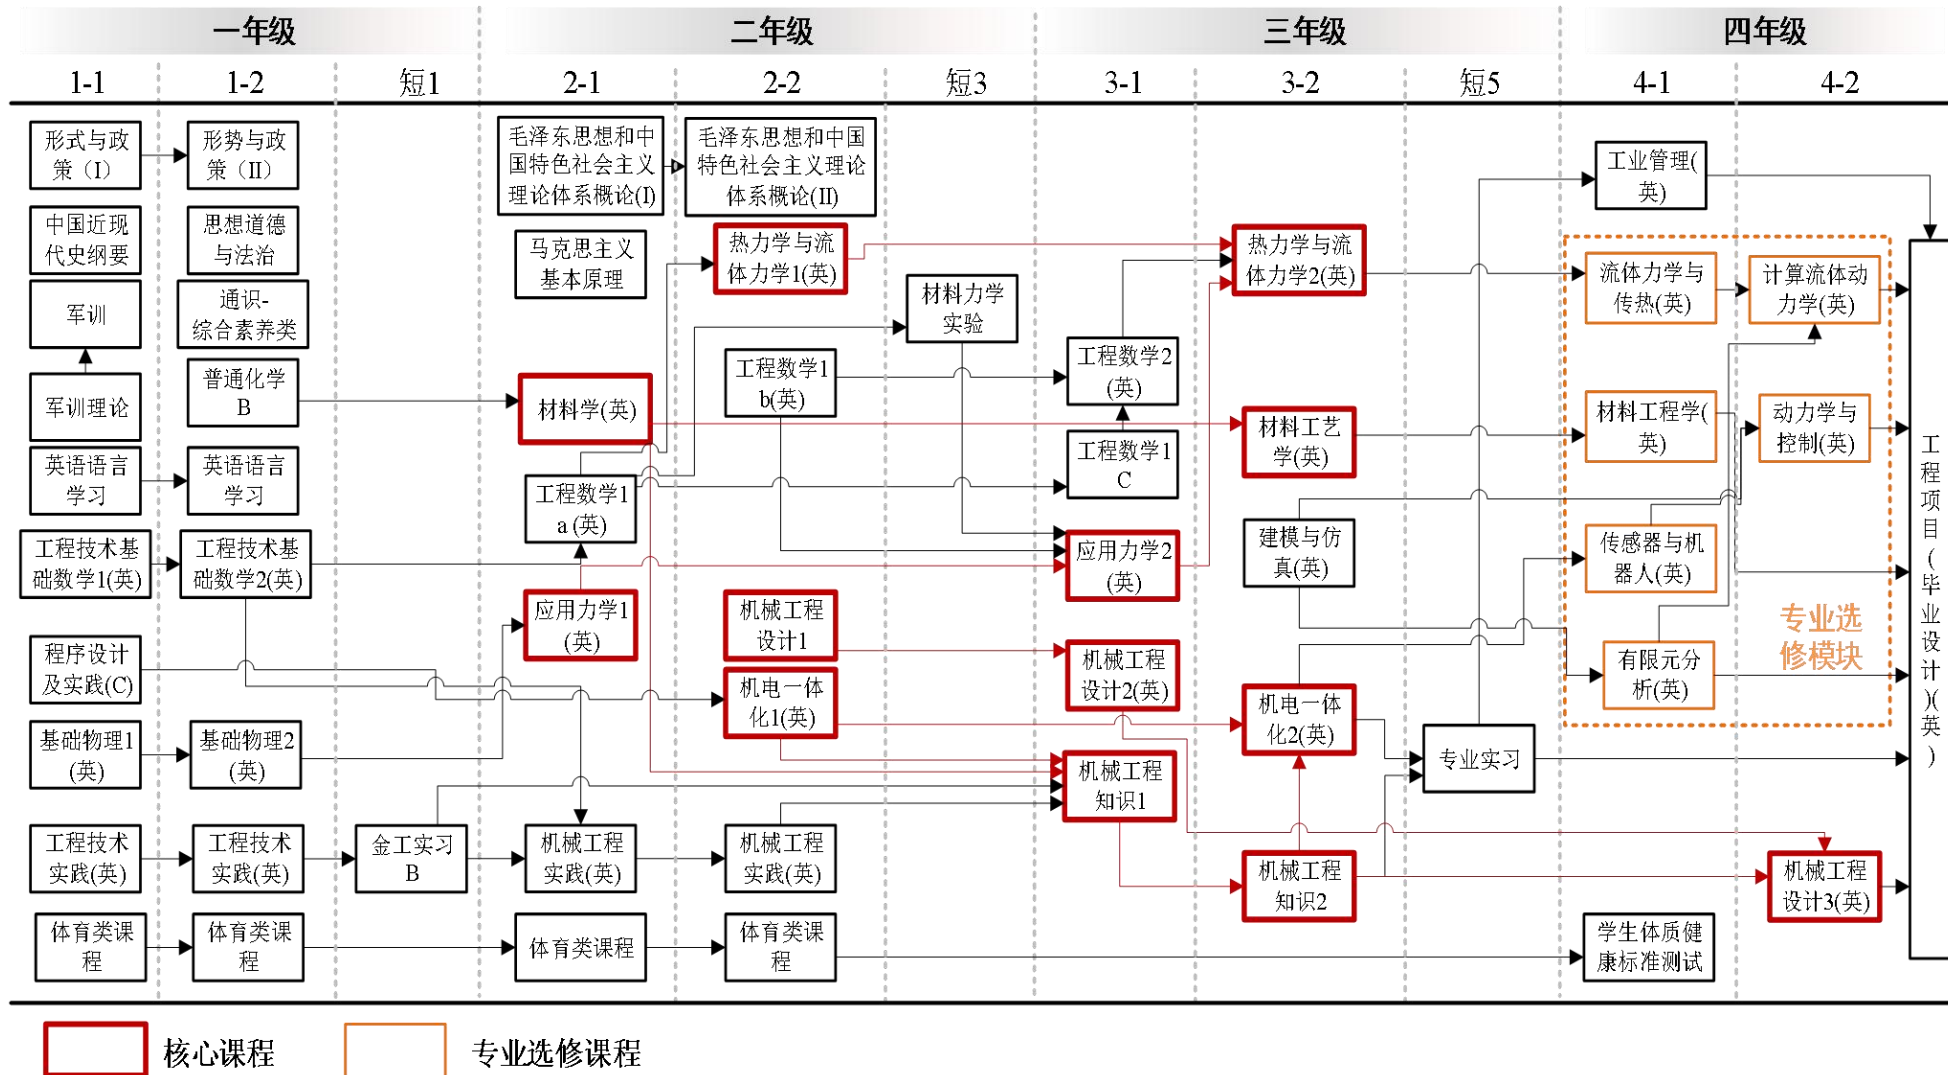 一年级
二年级
三年级
四年级
1-1
1-2
短1
2-1
2-2
短3
3-1
3-2
短5
4-1
4-2
形式与政
策（I）
中国近现
代史纲要
军训
军训理论
英语语言
学习
工程技术基
础数学1(英)
程序设计
及实践(C)
基础物理1
(英)
工程技术
实践(英)
体育类课
程
形势与政
策（II）
思想道德
与法治
通识-
综合素养类
普通化学
B
英语语言
学习
工程技术基
础数学2(英)
基础物理2
(英)
工程技术
实践(英)
体育类课
程
金工实习
B
毛泽东思想和中
国特色社会主义
理论体系概论(I)
马克思主义
基本原理
材料学(英)
工程数学1
a (英)
应用力学1
(英)
机械工程
实践(英)
体育类课程
毛泽东思想和中国
特色社会主义理论
体系概论(II)
热力学与流
体力学1(英)
工程数学1
b(英)
机械工程
设计1
机电一体
化1(英)
机械工程
实践(英)
体育类课
程
材料力学
实验
工程数学2
(英)
工程数学1
C
应用力学2
(英)
机械工程
设计2(英)
机械工程
知识1
热力学与流
体力学2(英)
材料工艺
学(英)
建模与仿
真(英)
机电一体
化2(英)
机械工程
知识2
专业实习
工业管理(
英)
流体力学与
传热(英)
材料工程学(
英)
传感器与机
器人(英)
有限元分
析(英)
学生体质健
康标准测试
计算流体动
力学(英)
动力学与
控制(英)
专业选
修模块
机械工程
设计3(英)
工程项目(毕业设计)(英)
核心课程
专业选修课程